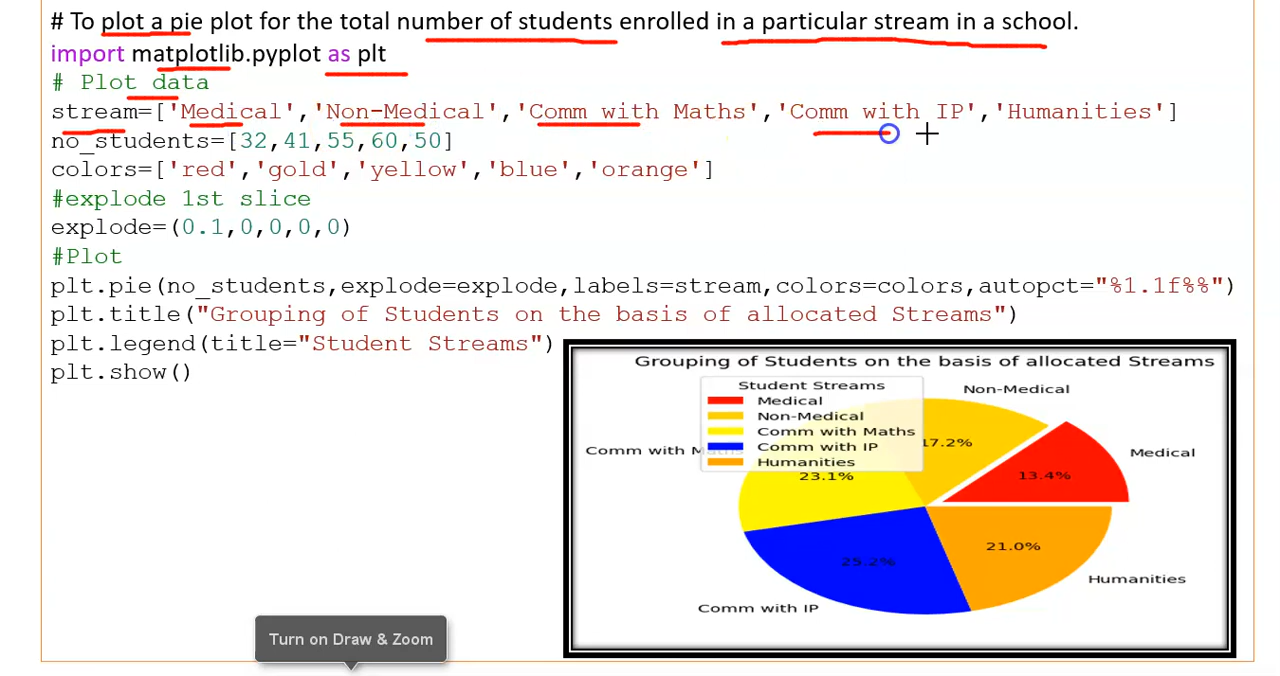 # To plot a pie plot for the total number of students enrolled in a particular stream in a school.
import matplotlib.pyplot as plt
# Plot data
stream=['Medical','Non-Medical','Comm with Maths','Comm with IP','Humanities']
no_students=[32,41,55,60,50]
colors=['red','gold','yellow','blue','orange']
#explode 1st slice
explode=(0.1,0,0,0,0)
#Plot
plt.pie(no_students,explode=explode,labels=stream,colors=colors,autopct="%1.1f%%")
plt.title("Grouping of Students on the basis of allocated Streams")
plt.legend(title="Student Streams")
plt.show()
Grouping of Students on the basis of allocated Streams
Student Streams
Medical
Non-Medical
Comm with Maths
Comm with IP
Humanities
Non-Medical
17.2%
Medical
13.4%
Comm with Maths
23.1%
25.2%
Comm with IP
21.0%
Humanities
Turn on Draw & Zoom